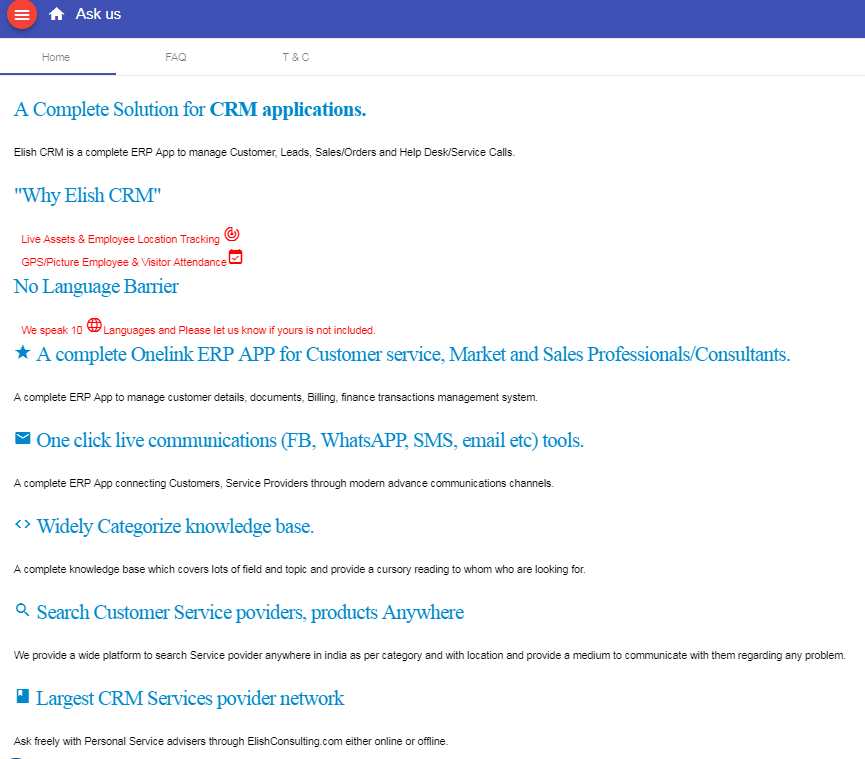 Ask us
Home FAQ T & C
A Complete Solution for CRM applications.
Elish CRM is a complete ERP App to manage Customer, Leads, Sales/Orders and Help Desk/Service Calls.
"Why Elish CRM"
Live Assets & Employee Location Tracking
GPS/Picture Employee & Visitor Attendance
No Language Barrier
We speak 10 Languages and Please let us know if yours is not included.
A complete Onelink ERP APP for Customer service, Market and Sales Professionals/Consultants.
A complete ERP App to manage customer details, documents, Billing, finance transactions management system.
One click live communications (FB, WhatsAPP, SMS, email etc) tools.
A complete ERP App connecting Customers, Service Providers through modern advance communications channels.
Widely Categorize knowledge base.
A complete knowledge base which covers lots of field and topic and provide a cursory reading to whom who are looking for.
Search Customer Service poviders, products Anywhere
We provide a wide platform to search Service povider anywhere in india as per category and with location and provide a medium to communicate with them regarding any problem.
Largest CRM Services povider network
Ask freely with Personal Service advisers through ElishConsulting.com either online or offline.